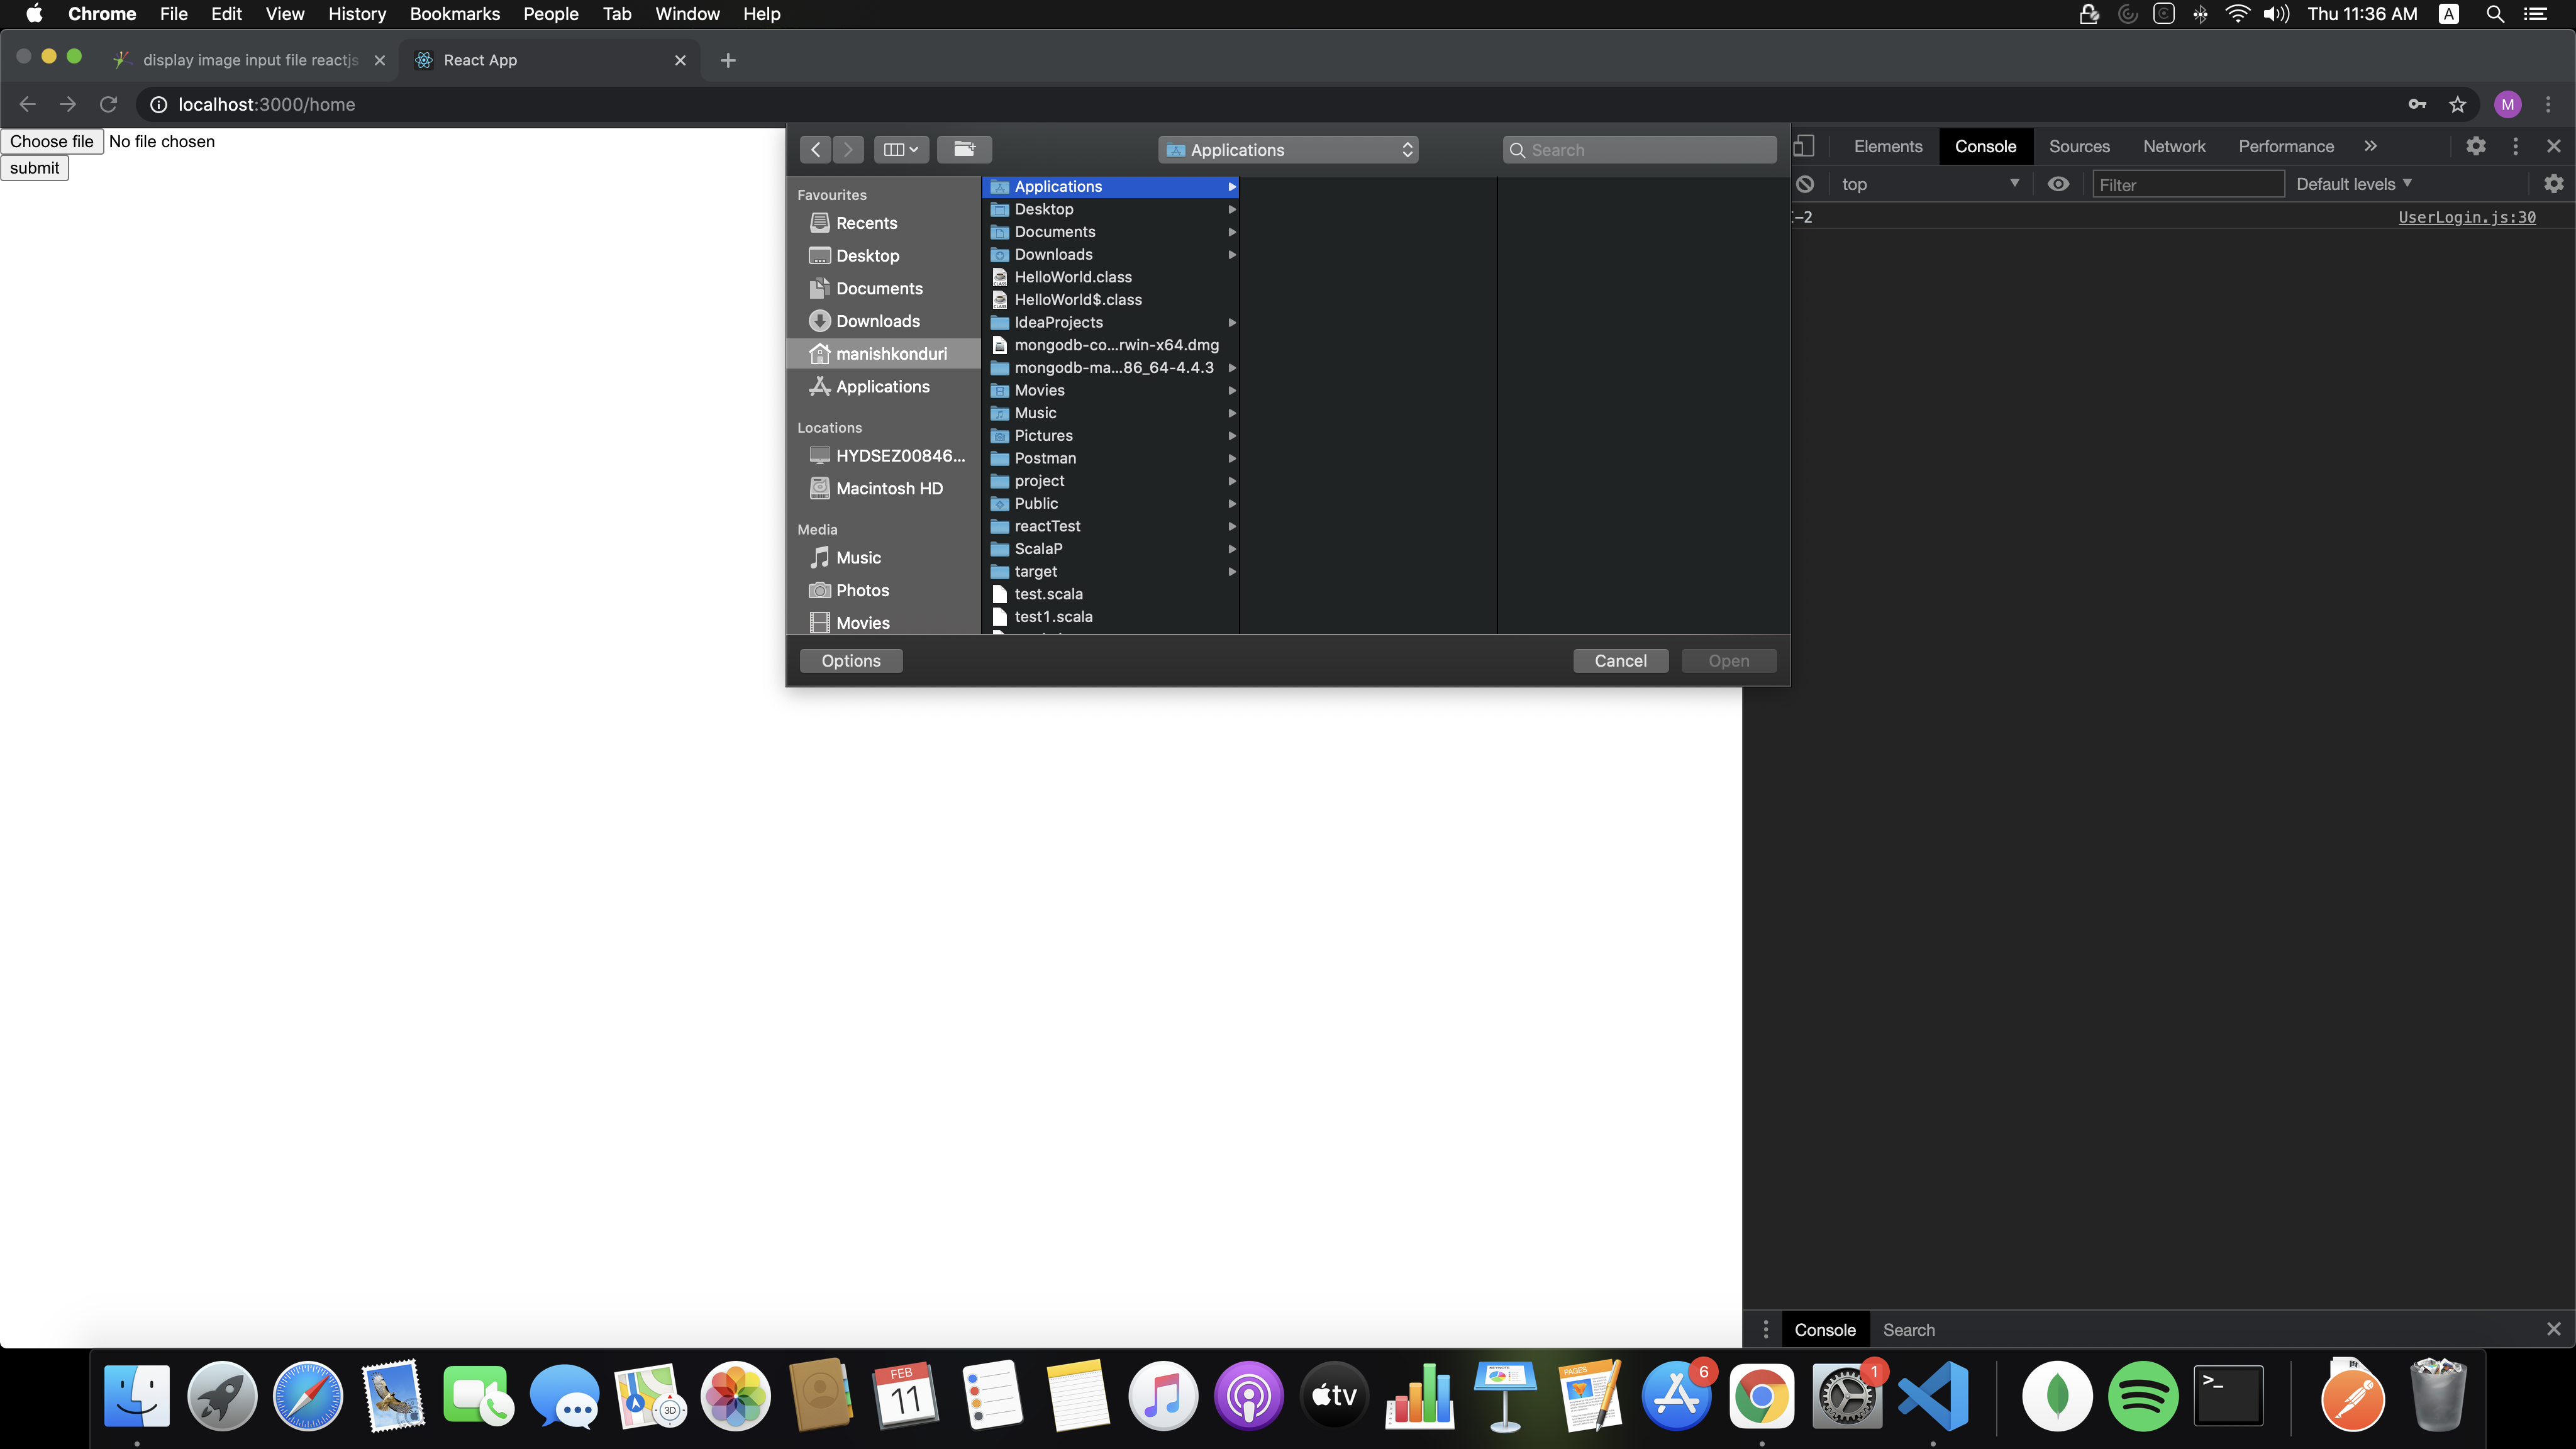 Chrome File Edit View History Bookmarks People Tab Window Help Thu 11:36 AM A
display image input file reactjs React App
localhost:3000/home M
Choose file No file chosen
submit
Applications Search
Favourites
Recents
Desktop
Documents
Downloads
manishkonduri
Applications
Locations
HYDSEZ00846...
Macintosh HD
Media
Music
Photos
Movies
Applications
Desktop
Documents
Downloads
HelloWorld.class
HelloWorld$.class
IdeaProjects
mongodb-co...rwin-x64.dmg
mongodb-ma...86_64-4.4.3
Movies
Music
Pictures
Postman
project
Public
reactTest
ScalaP
target
test.scala
test1.scala
Options Cancel Open
Elements Console Sources Network Performance
top Filter Default levels
-2 UserLogin.js:30
Console Search
FEB
11
3D
tv
KEYNOTE
PAGES
6
1
>_